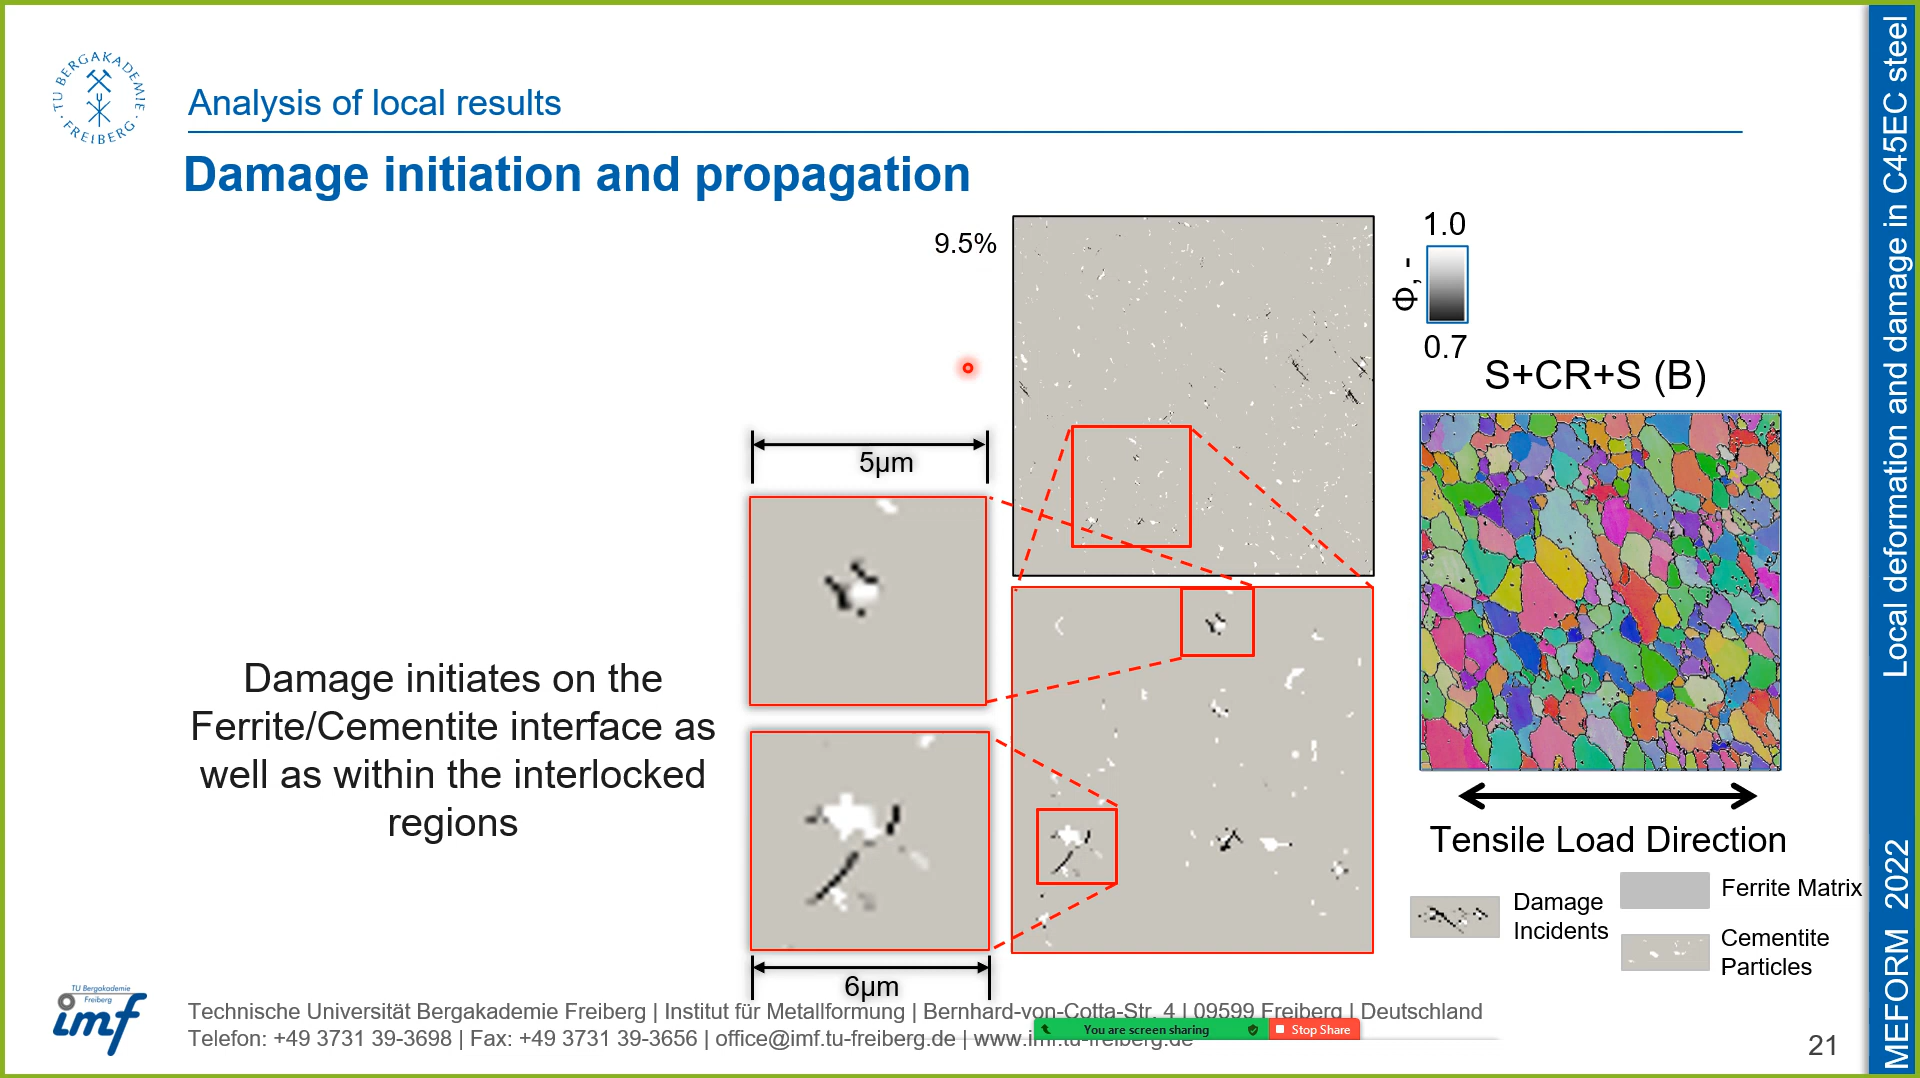 TU BERGAKADEMIE
· FREIBERG ·
Analysis of local results
Damage initiation and propagation
9.5%
1.0
Φ, -
0.7
S+CR+S (B)
5µm
Damage initiates on the
Ferrite/Cementite interface as
well as within the interlocked
regions
6µm
Tensile Load Direction
Damage
Incidents
Ferrite Matrix
Cementite
Particles
TU Bergakademie
Freiberg
imf
Technische Universität Bergakademie Freiberg | Institut für Metallformung | Bernhard-von-Cotta-Str. 4 | 09599 Freiberg | Deutschland
Telefon: +49 3731 39-3698 | Fax: +49 3731 39-3656 | office@imf.tu-freiberg.de | www.imf.tu-freiberg.de
You are screen sharing
Stop Share
21
MEFORM 2022
Local deformation and damage in C45EC steel